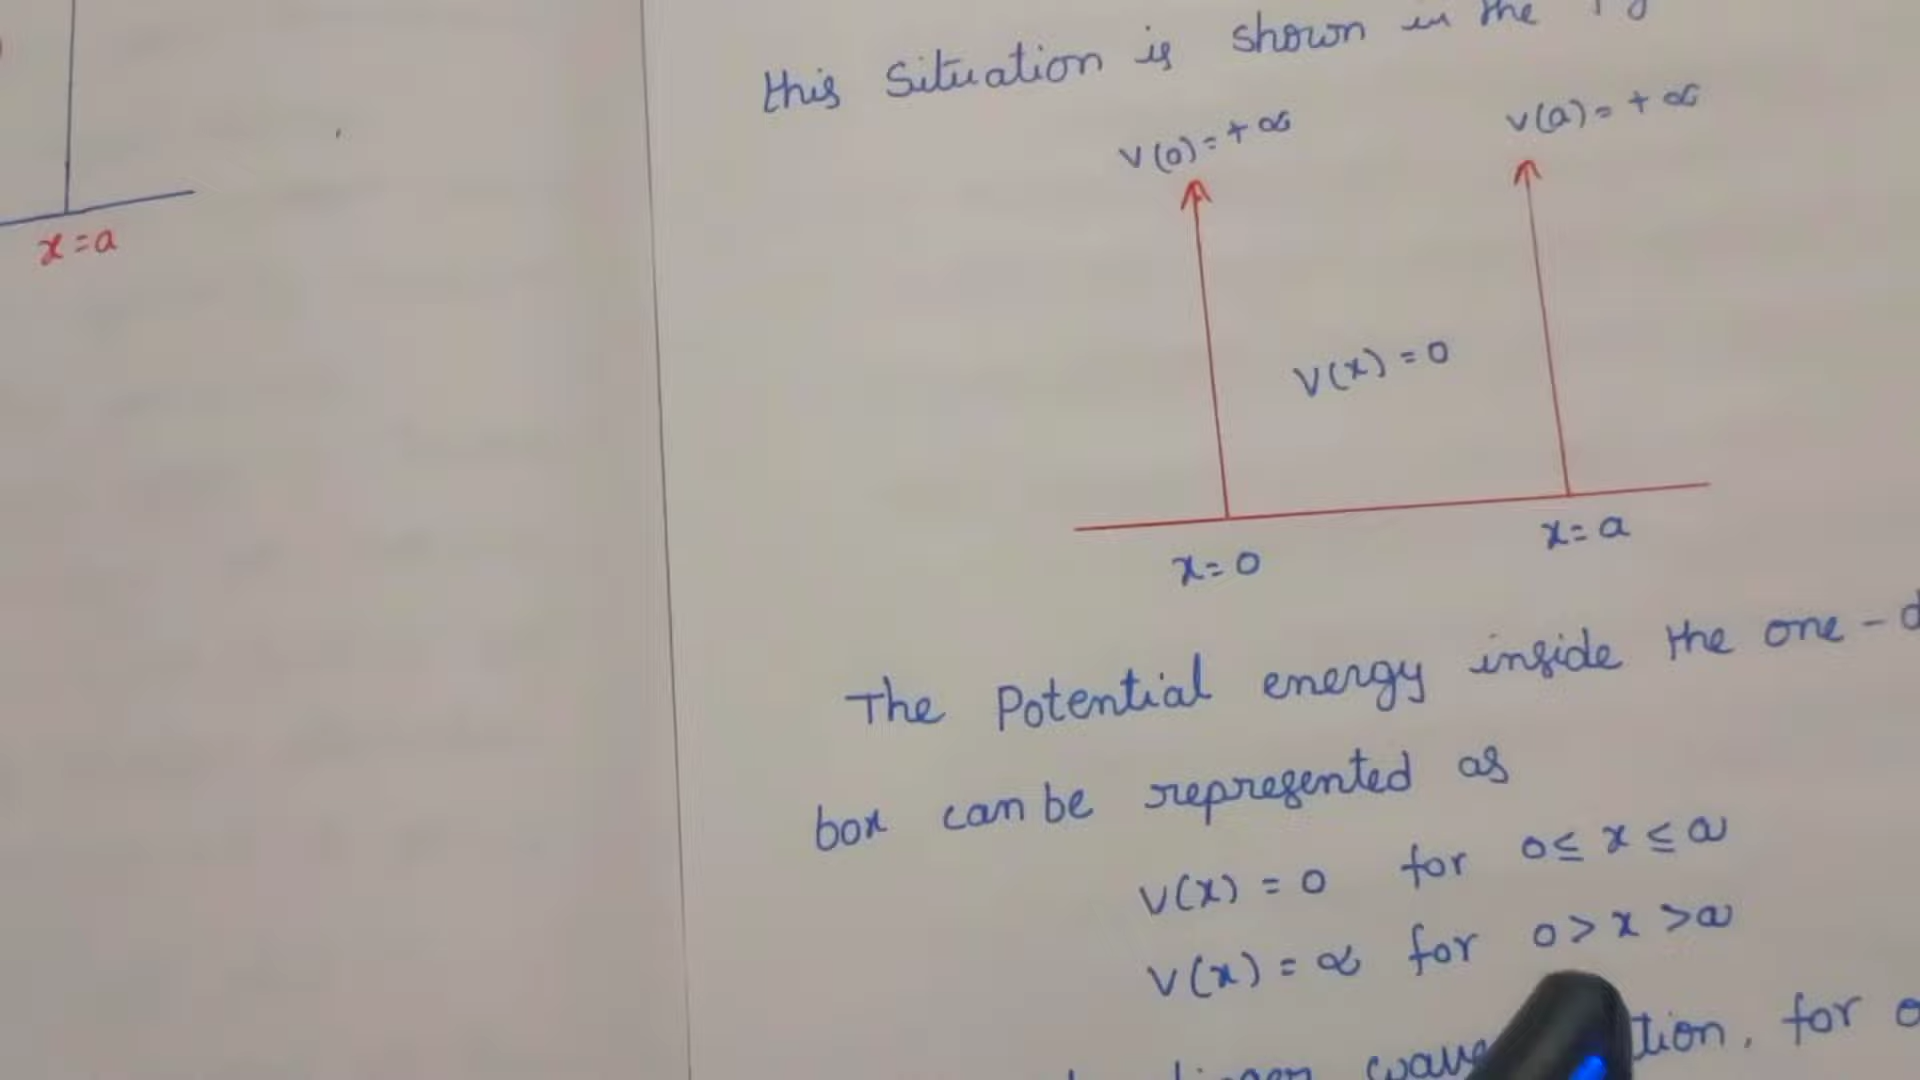 x=a
this Situation is shown in the
V(0)=+∞
V(a)=+∞
V(x)=0
x=0
x=a
The Potential energy inside the one-d
box can be represented as
V(x) = 0 for 0≤ x ≤ a
V(x) = ∞ for 0> x >a
wave tion, for